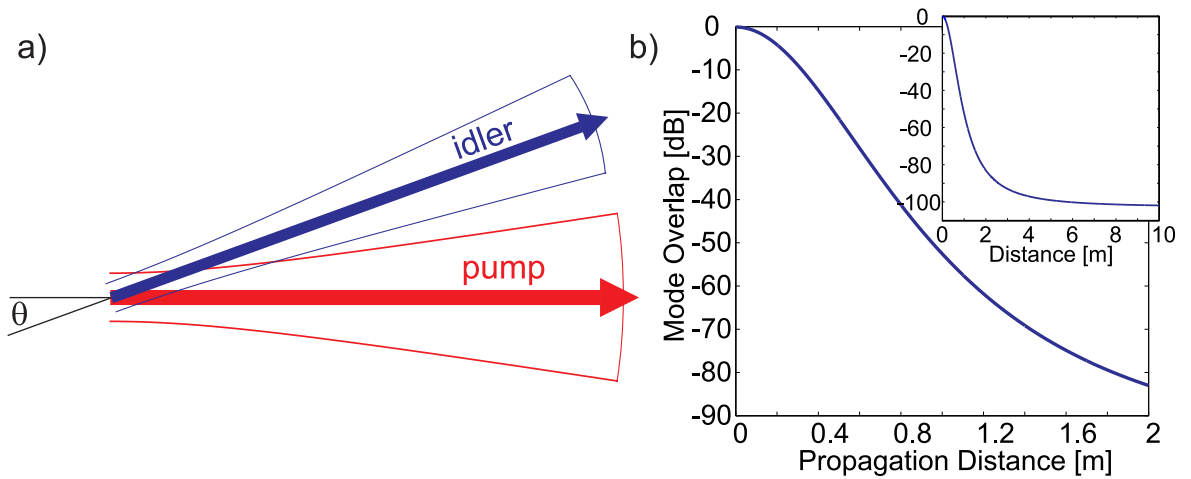 a)
idler
pump
θ
b)
Mode Overlap [dB]
0
-10
-20
-30
-40
-50
-60
-70
-80
-90
0 0.4 0.8 1.2 1.6 2
Propagation Distance [m]
0
-20
-40
-60
-80
-100
0 2 4 6 8 10
Distance [m]